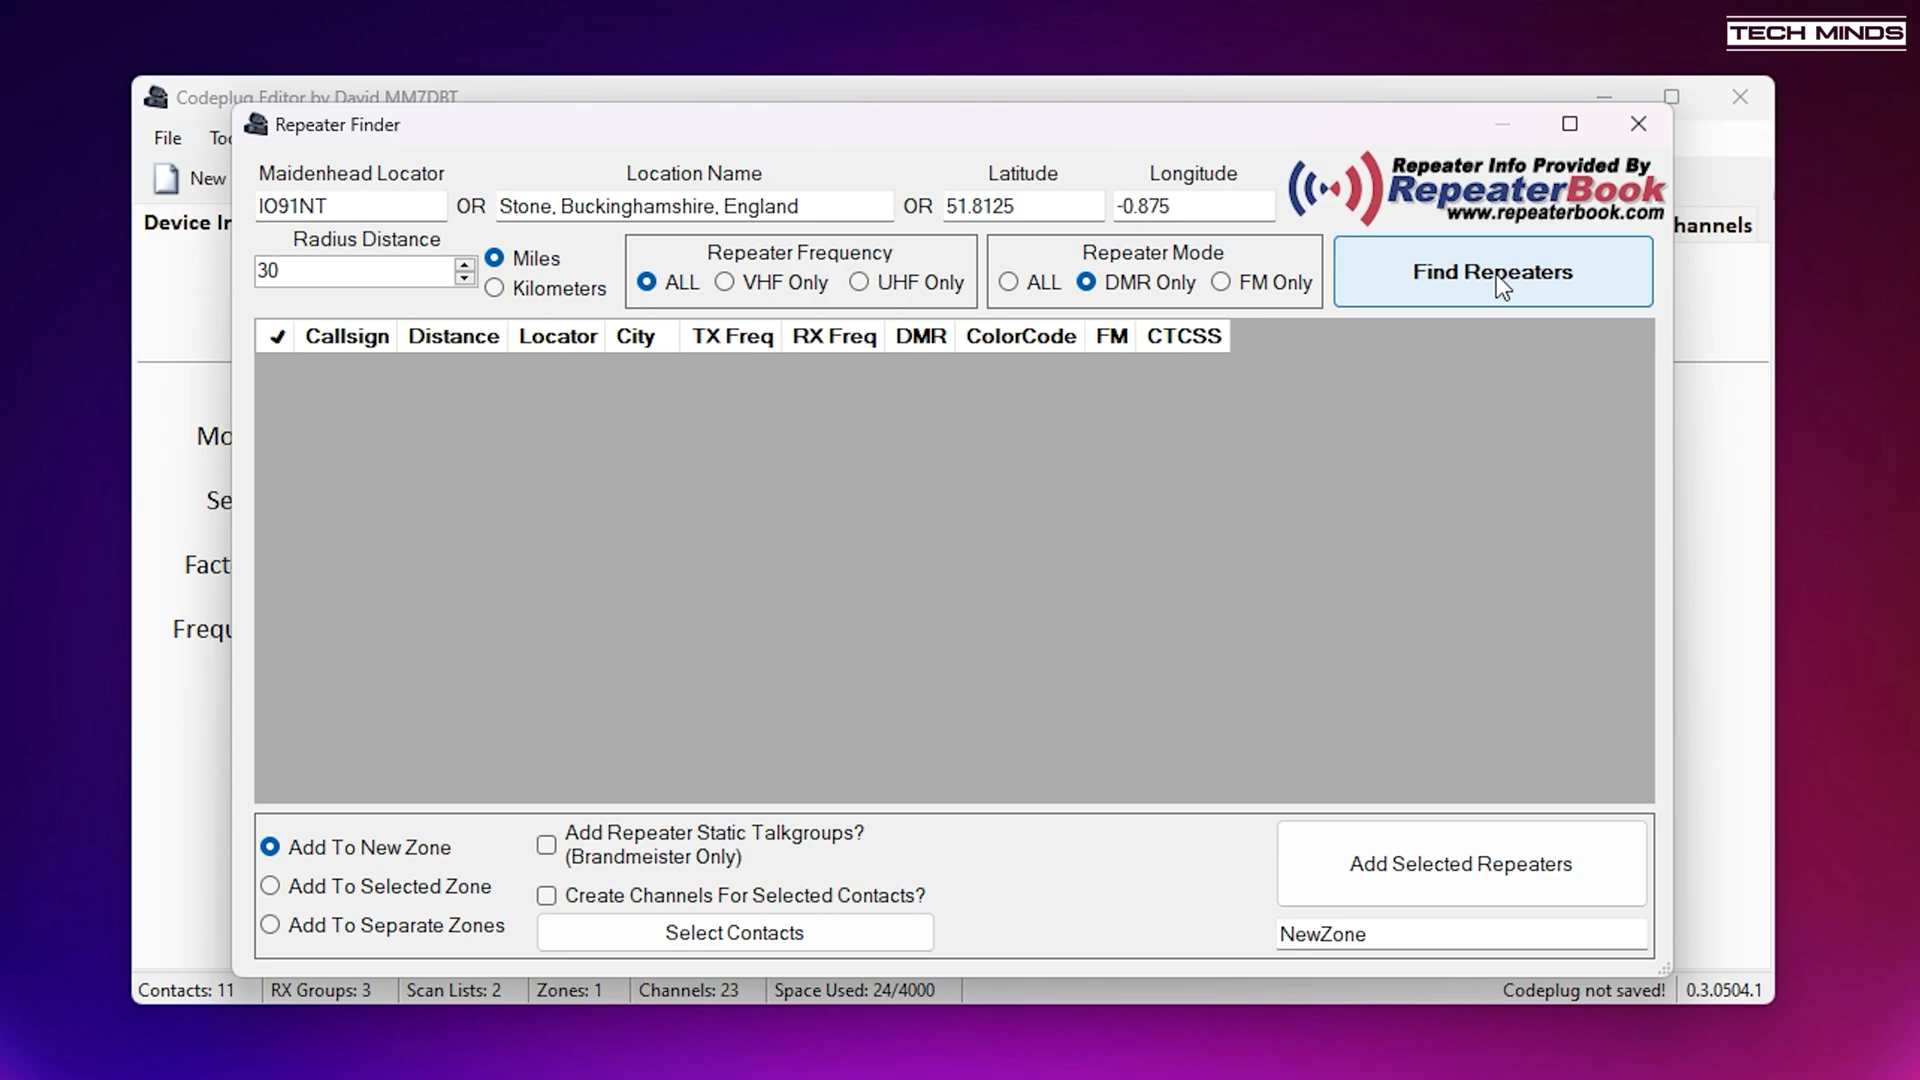 TECH MINDS
Codeplug Editor by David MM7DBT
Repeater Finder
File
New
Device
Maidenhead Locator
Location Name
Latitude
Longitude
IO91NT
OR
Stone, Buckinghamshire, England
OR
51.8125
-0.875
Repeater Info Provided By
RepeaterBook
www.repeaterbook.com
Radius Distance
30
Miles
Kilometers
Repeater Frequency
ALL
VHF Only
UHF Only
Repeater Mode
ALL
DMR Only
FM Only
Find Repeaters
hannels
Callsign
Distance
Locator
City
TX Freq
RX Freq
DMR
ColorCode
FM
CTCSS
Mo
Se
Fact
Frequ
Add To New Zone
Add To Selected Zone
Add To Separate Zones
Add Repeater Static Talkgroups?
(Brandmeister Only)
Create Channels For Selected Contacts?
Select Contacts
Add Selected Repeaters
NewZone
Contacts: 11
RX Groups: 3
Scan Lists: 2
Zones: 1
Channels: 23
Space Used: 24/4000
Codeplug not saved!
0.3.0504.1